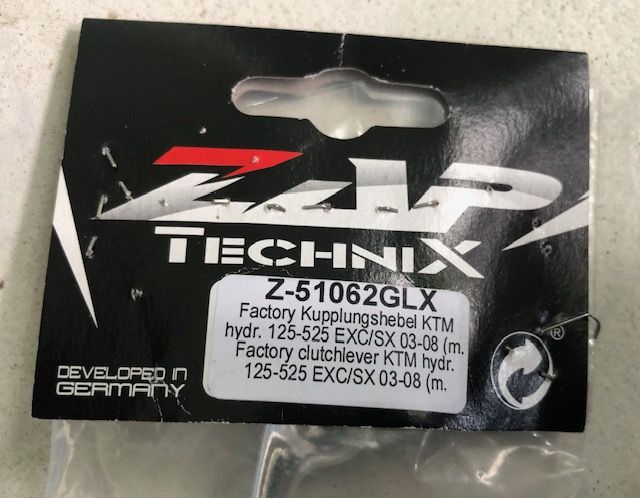 ZAP
TECHNIX
Z-51062GLX
Factory Kupplungshebel KTM
hydr. 125-525 EXC/SX 03-08 (m.
Factory clutchlever KTM hydr.
125-525 EXC/SX 03-08 (m.
DEVELOPED IN
GERMANY
®